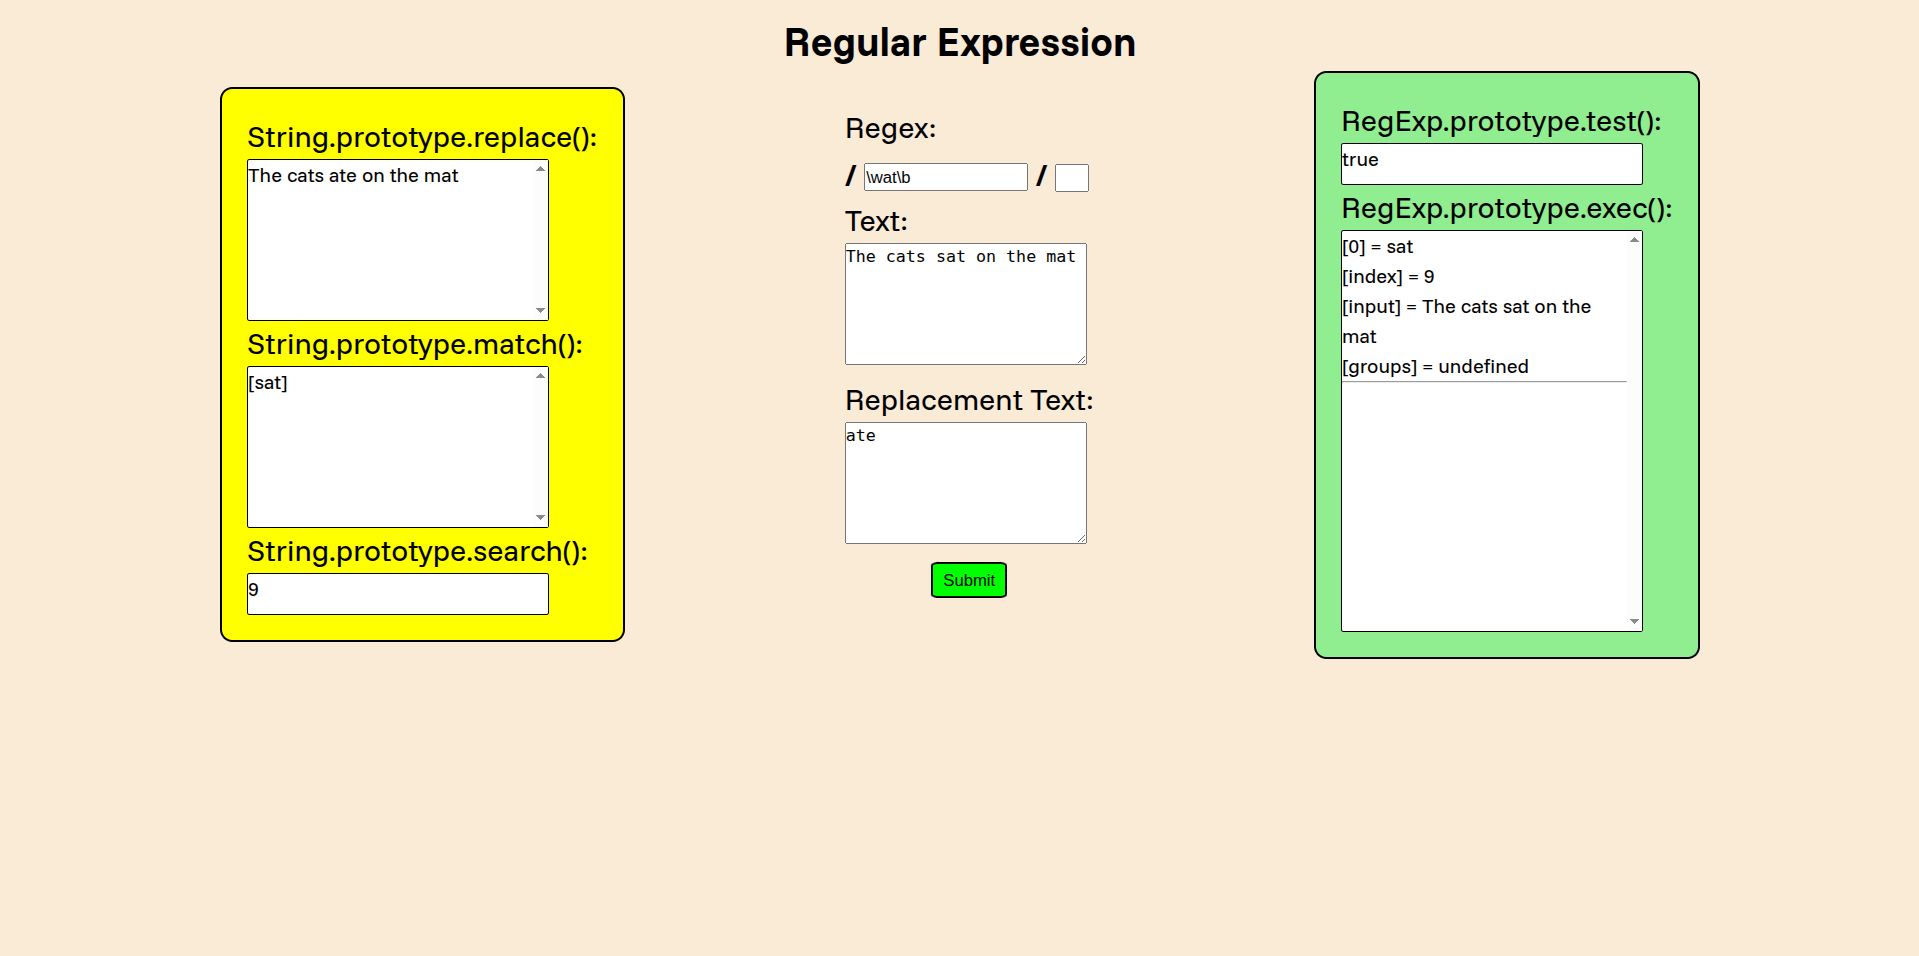 Regular Expression
String.prototype.replace():
The cats ate on the mat
String.prototype.match():
[sat]
String.prototype.search():
9
Regex:
/ \wat\b /
Text:
The cats sat on the mat
Replacement Text:
ate
Submit
RegExp.prototype.test():
true
RegExp.prototype.exec():
[0] = sat
[index] = 9
[input] = The cats sat on the
mat
[groups] = undefined